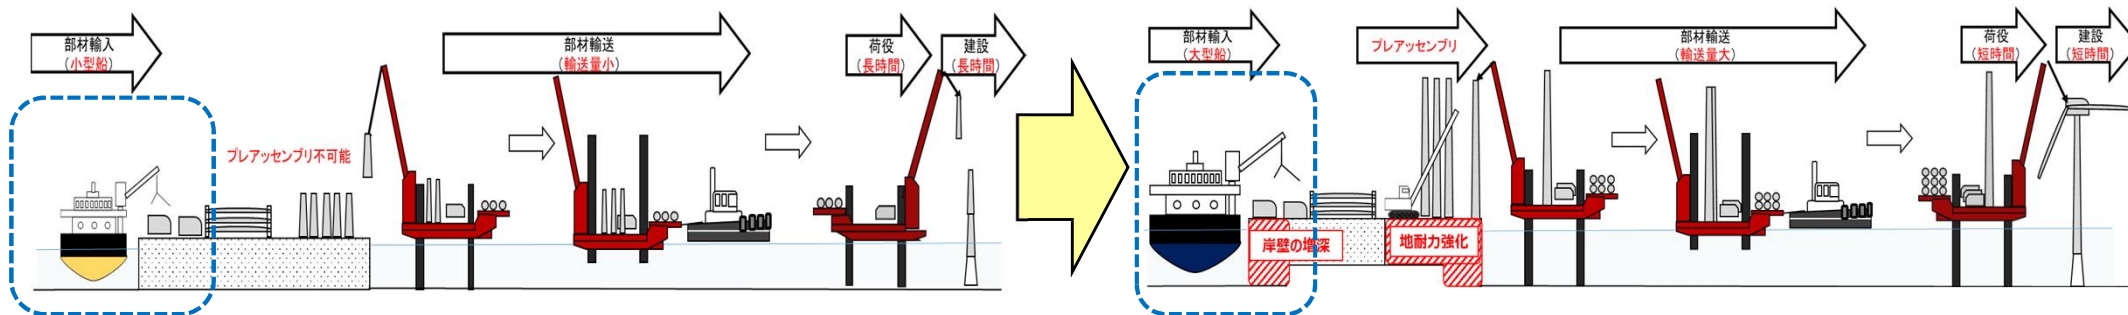 部材輸入
（小型船）
部材輸送
（輸送量小）
荷役
（長時間）
建設
（長時間）
プレアッセンブリ不可能
部材輸入
（大型船）
プレアッセンブリ
部材輸送
（輸送量大）
荷役
（短時間）
建設
（短時間）
岸壁の増深
地耐力強化